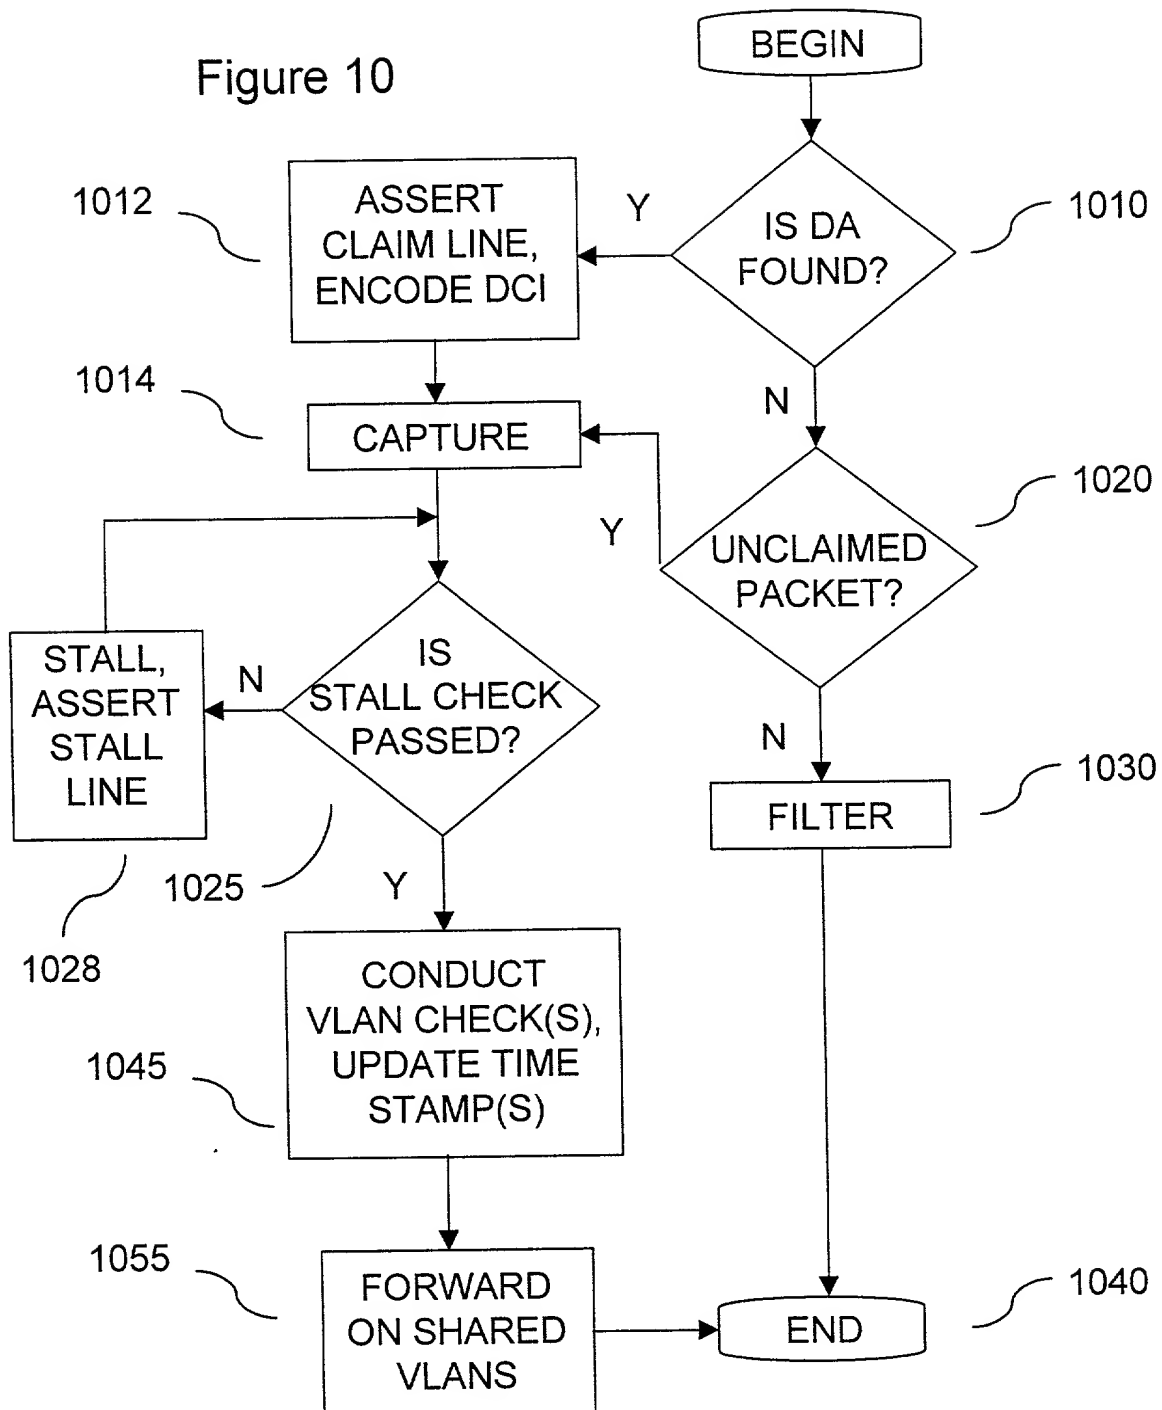 Figure 10
BEGIN
1012
ASSERT
CLAIM LINE,
ENCODE DCI
Y
IS DA
FOUND?
1010
1014
CAPTURE
N
1020
Y
UNCLAIMED
PACKET?
STALL,
ASSERT
STALL
LINE
N
IS
STALL CHECK
PASSED?
N
1030
FILTER
1028
1025
Y
CONDUCT
VLAN CHECK(S),
UPDATE TIME
STAMP(S)
1045
1055
FORWARD
ON SHARED
VLANS
END
1040